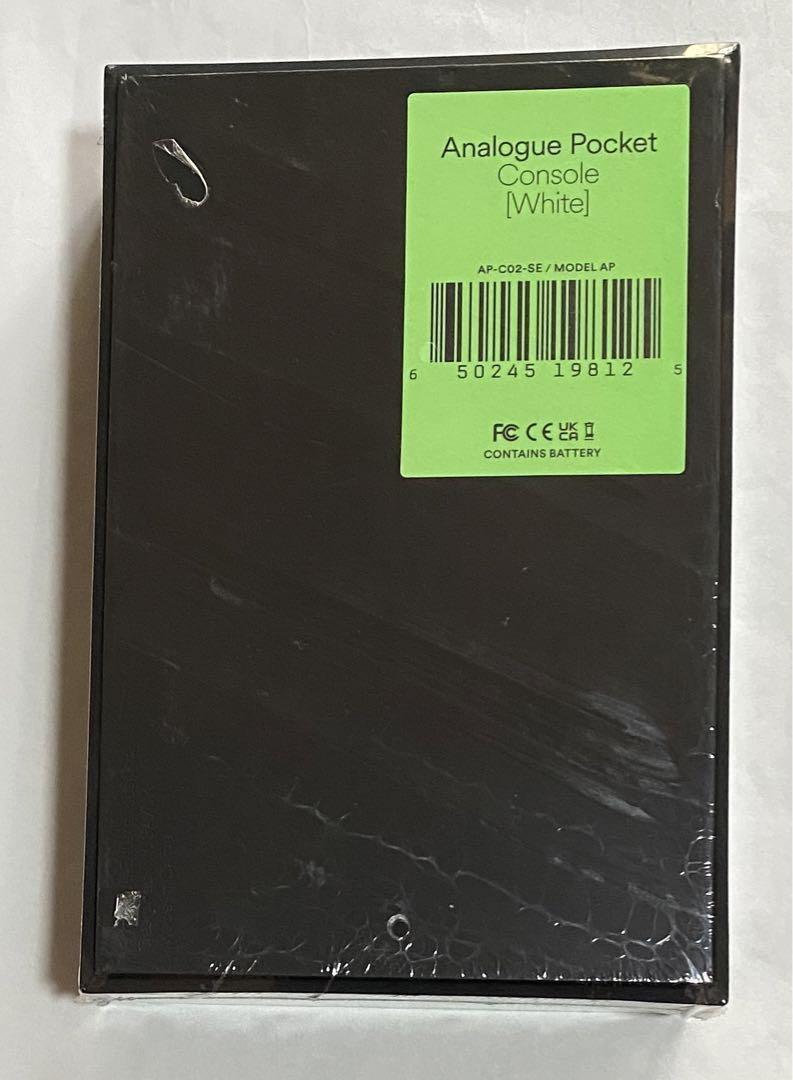 Analogue Pocket
Console
[White]
AP-C02-SE / MODEL AP
6 50245 19812 5
FC CE UK
CA
CONTAINS BATTERY